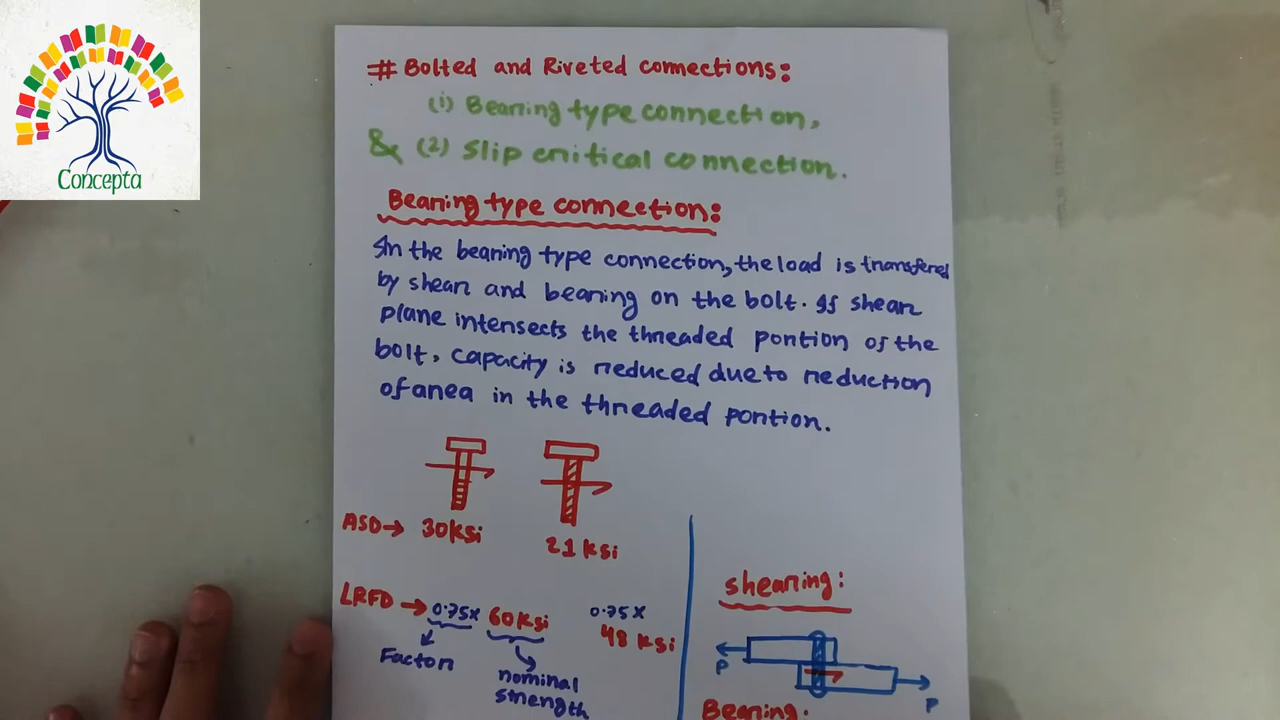 Concepta
# Bolted and Riveted connections:
(i) Bearing type connection,
& (2) Slip critical connection.
Bearing type connection:
In the bearing type connection, the load is transferred
by shear and bearing on the bolt. If shear
plane intersects the threaded portion of the
bolt, capacity is reduced due to reduction
of area in the threaded portion.
ASD→ 30ksi 21 ksi
LRFD → 0.75x 60ksi 0.75x 48 ksi
Factor
nominal
strength
shearing:
P P
Bearing: